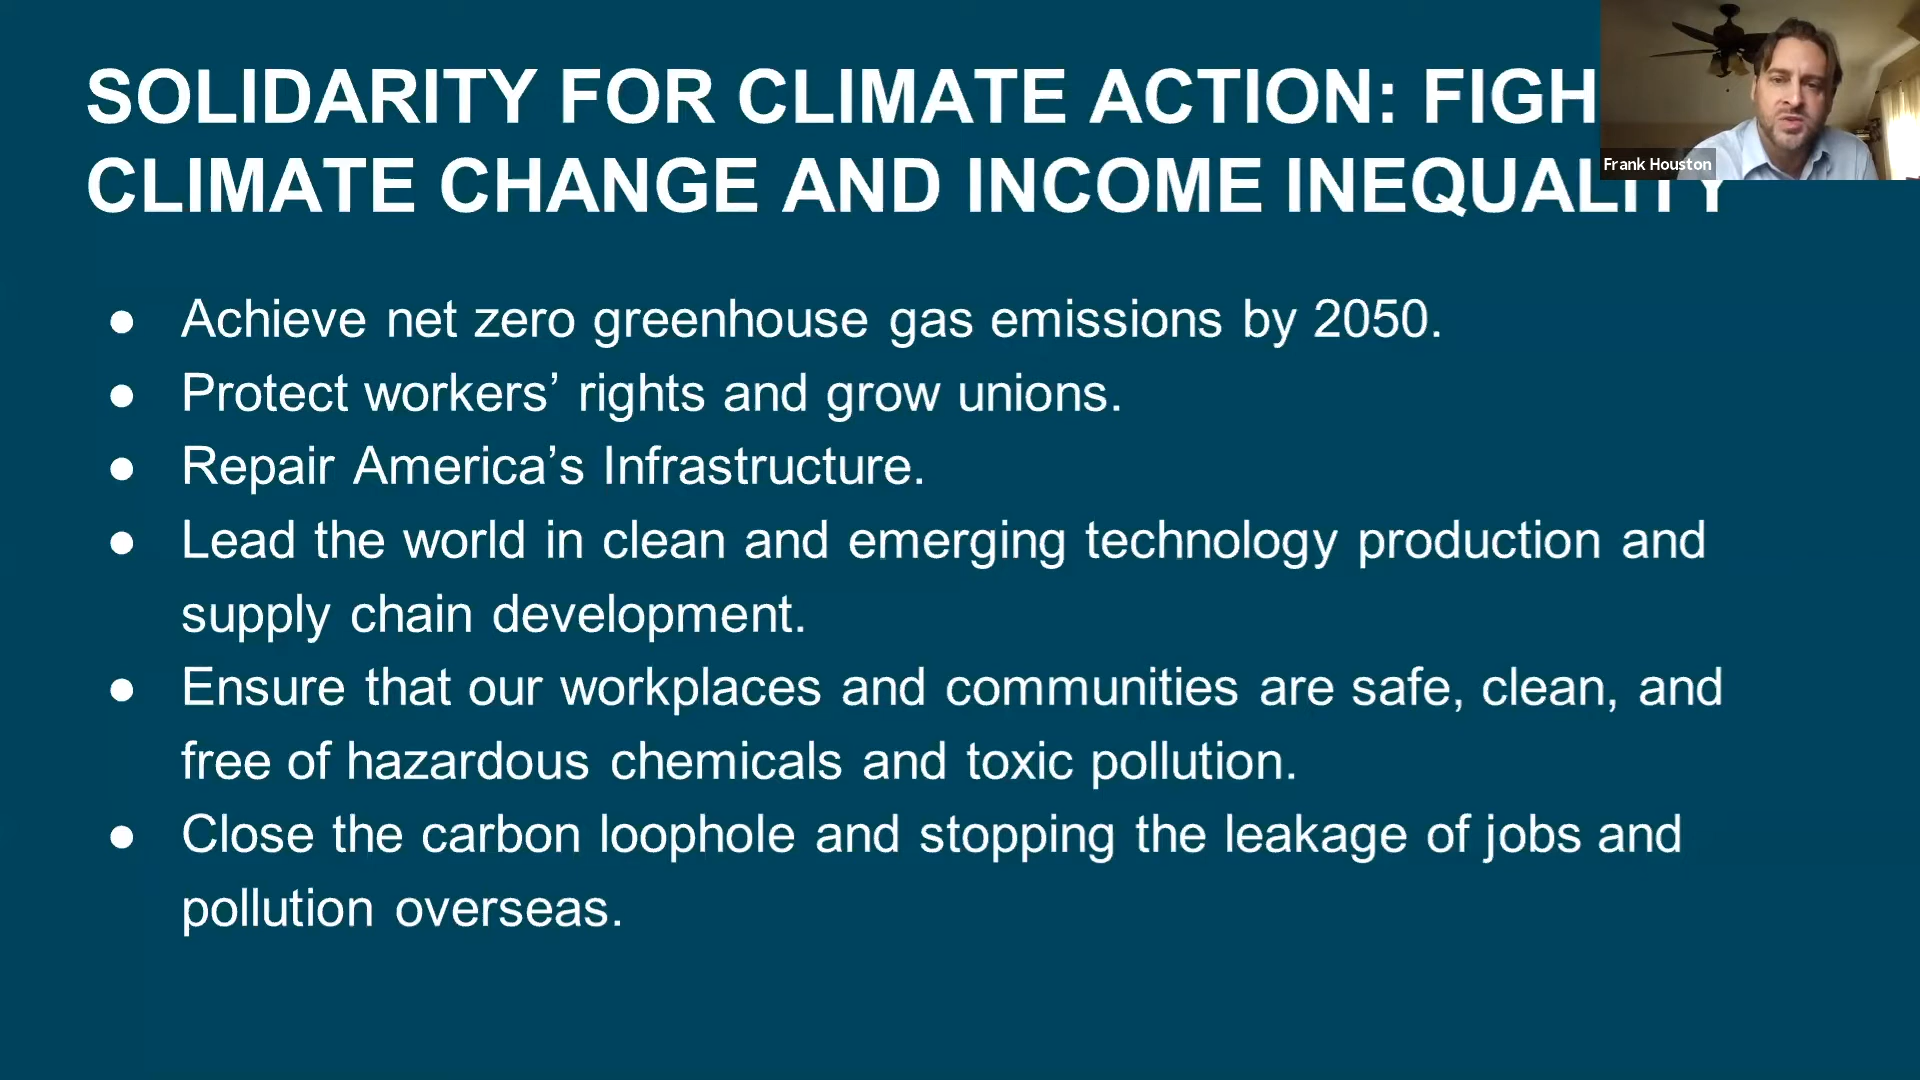 SOLIDARITY FOR CLIMATE ACTION: FIGH
CLIMATE CHANGE AND INCOME INEQUALITY
Frank Houston
● Achieve net zero greenhouse gas emissions by 2050.
● Protect workers’ rights and grow unions.
● Repair America’s Infrastructure.
● Lead the world in clean and emerging technology production and
supply chain development.
● Ensure that our workplaces and communities are safe, clean, and
free of hazardous chemicals and toxic pollution.
● Close the carbon loophole and stopping the leakage of jobs and
pollution overseas.